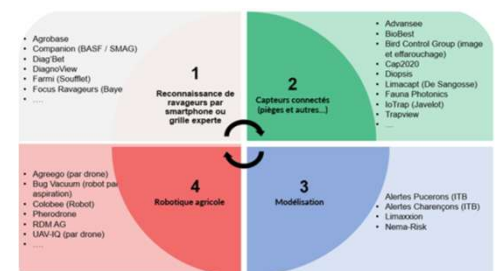 • Agrobase
• Companion (BASF / SMAG)
• Diag'Bet
• DiagnoView
• Farmi (Soufflet)
• Focus Ravageurs (Baye
• ....
1
Reconnaissance de
ravageurs par
smartphone ou
grille experte
2
Capteurs connectés
(pièges et autres...)
• Advansee
• BioBest
• Bird Control Group (image
et effarouchage)
• Cap2020
• Diopsis
• Limacapt (De Sangosse)
• Fauna Photonics
• IoTrap (Javelot)
• Trapview
• ...
• Agreego (par drone)
• Bug Vacuum (robot pa
aspiration)
• Colobee (Robot)
• Pherodrone
• RDM AG
• UAV-IQ (par drone)
• ....
4
Robotique agricole
3
Modélisation
Alertes Pucerons (ITB
Alertes Charençons (ITB)
• Limaxxion
• Nema-Risk